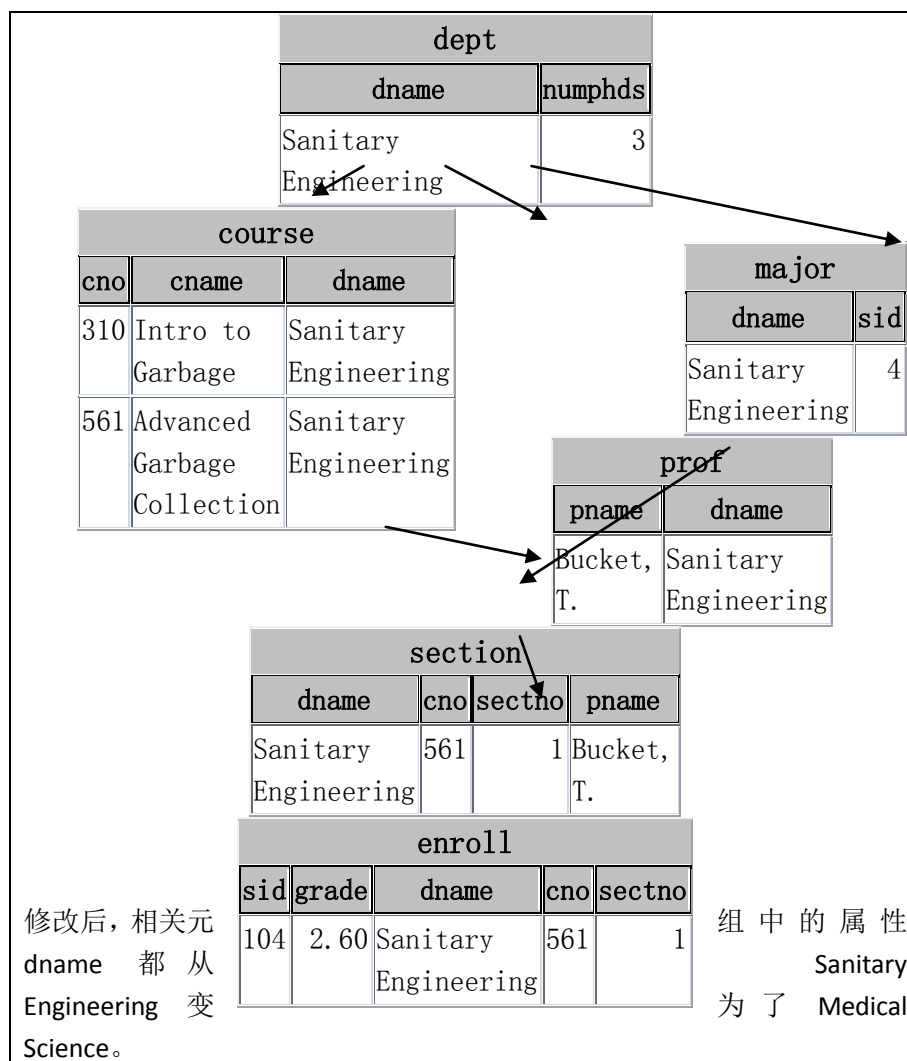 dept
dname numphds
Sanitary 3
Engineering
course
cno cname dname
310 Intro to Sanitary
Garbage Engineering
561 Advanced Sanitary
Garbage Engineering
Collection
major
dname sid
Sanitary 4
Engineering
prof
pname dname
Bucket, Sanitary
T. Engineering
section
dname cno sectno pname
Sanitary 561 1 Bucket,
Engineering T.
enroll
sid grade dname cno sectno
104 2.60 Sanitary 561 1
Engineering
修改后，相关元组中的属性
dname 都从 Sanitary
Engineering 变为了 Medical
Science。